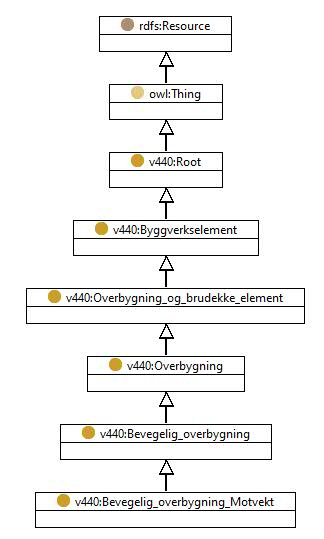 rdfs:Resource
owl:Thing
v440:Root
v440:Byggverkselement
v440:Overbygning_og_brudekke_element
v440:Overbygning
v440:Bevegelig_overbygning
v440:Bevegelig_overbygning_Motvekt